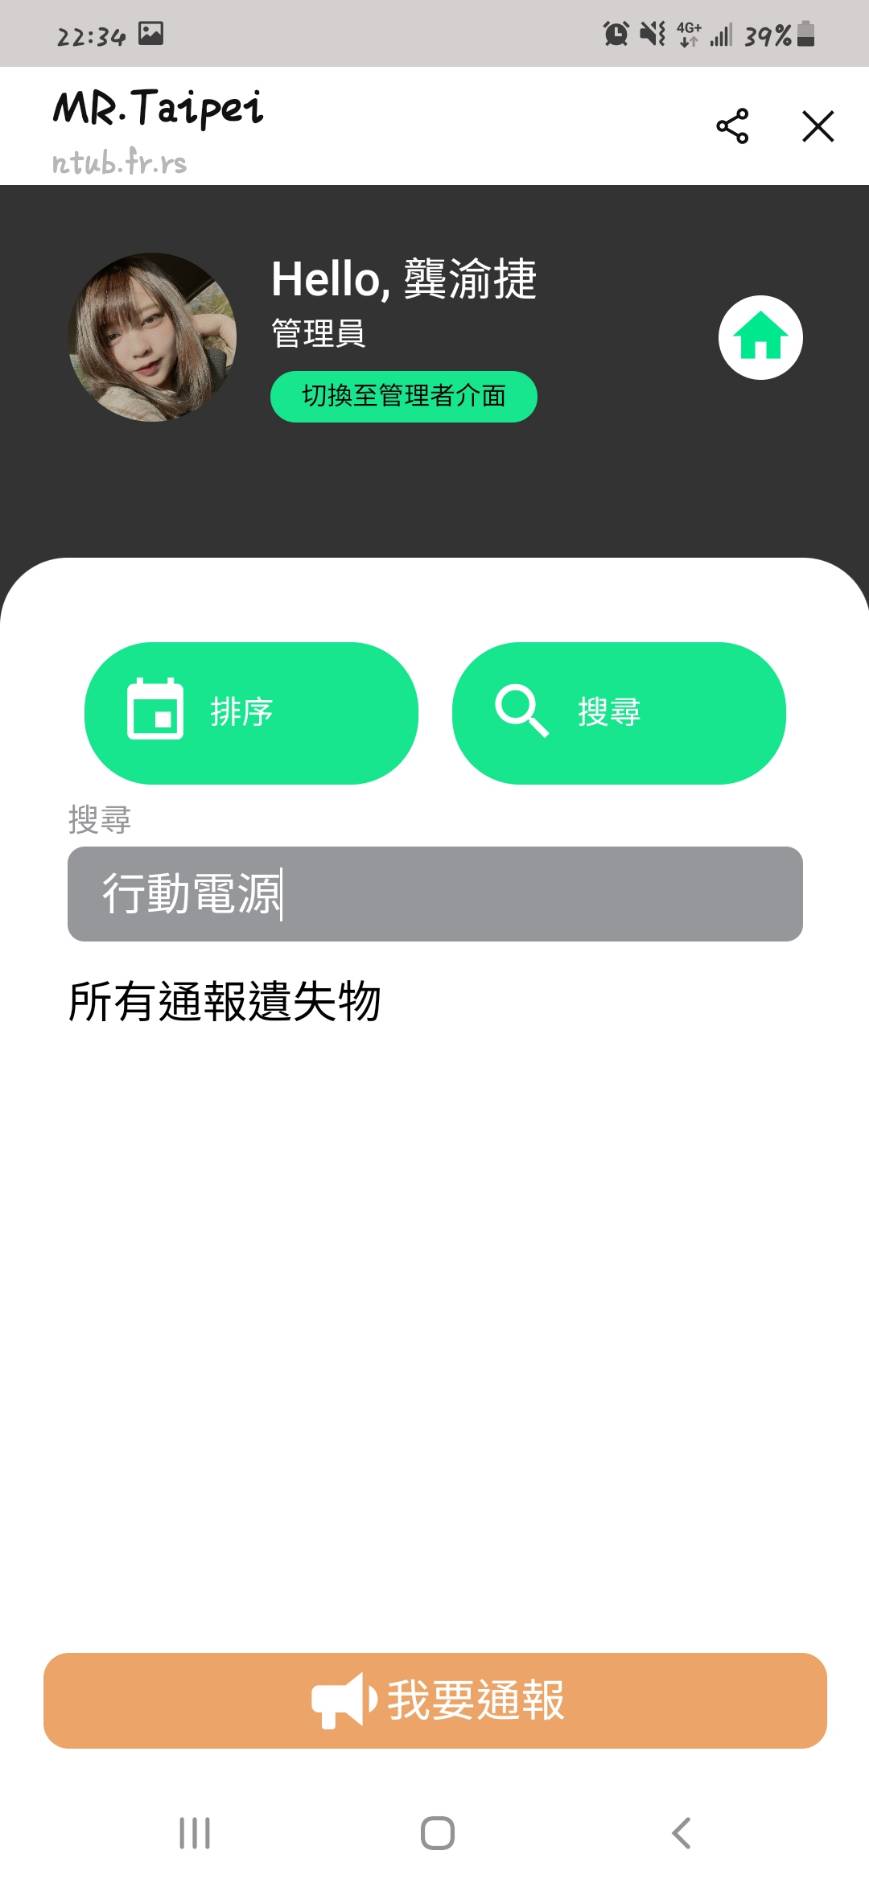 22:34
4G+
39%
MR.Taipei
ntub.fr.rs
Hello, 龔渝捷
管理員
切換至管理者介面
排序
搜尋
搜尋
行動電源
所有通報遺失物
我要通報